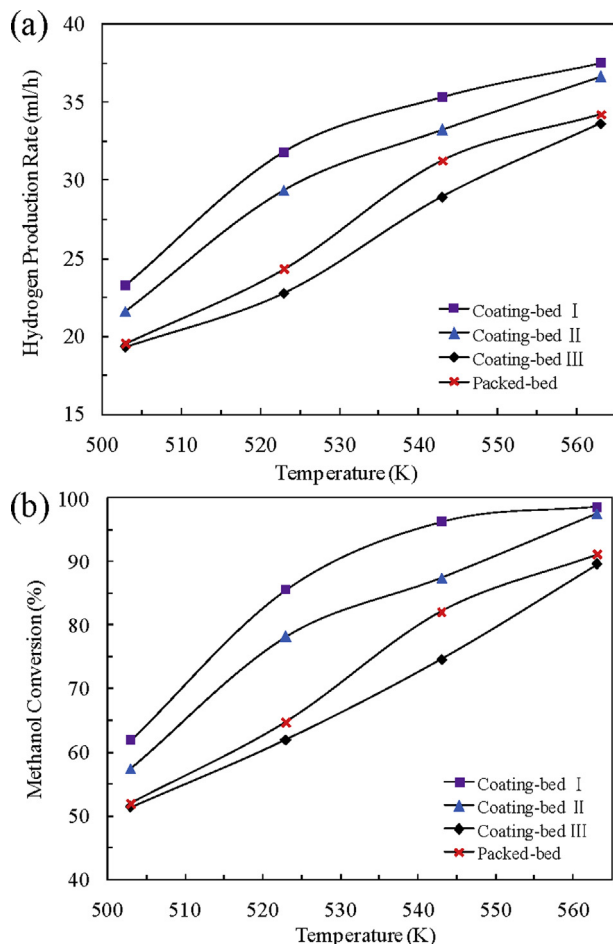 (a)
40
35
30
25
20
15
Hydrogen Production Rate (ml/h)
Coating-bed Ⅰ
Coating-bed Ⅱ
Coating-bed Ⅲ
Packed-bed
500 510 520 530 540 550 560
Temperature (K)
(b)
100
90
80
70
60
50
40
Methanol Conversion (%)
Coating-bed Ⅰ
Coating-bed Ⅱ
Coating-bed Ⅲ
Packed-bed
500 510 520 530 540 550 560
Temperature (K)